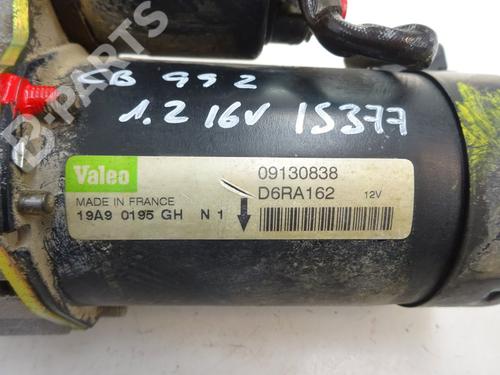 B-PARTS
CB 992
1.2 16V 15377
Valeo
09130838
D6RA162 12V
MADE IN FRANCE
19A9 0195 GH N 1